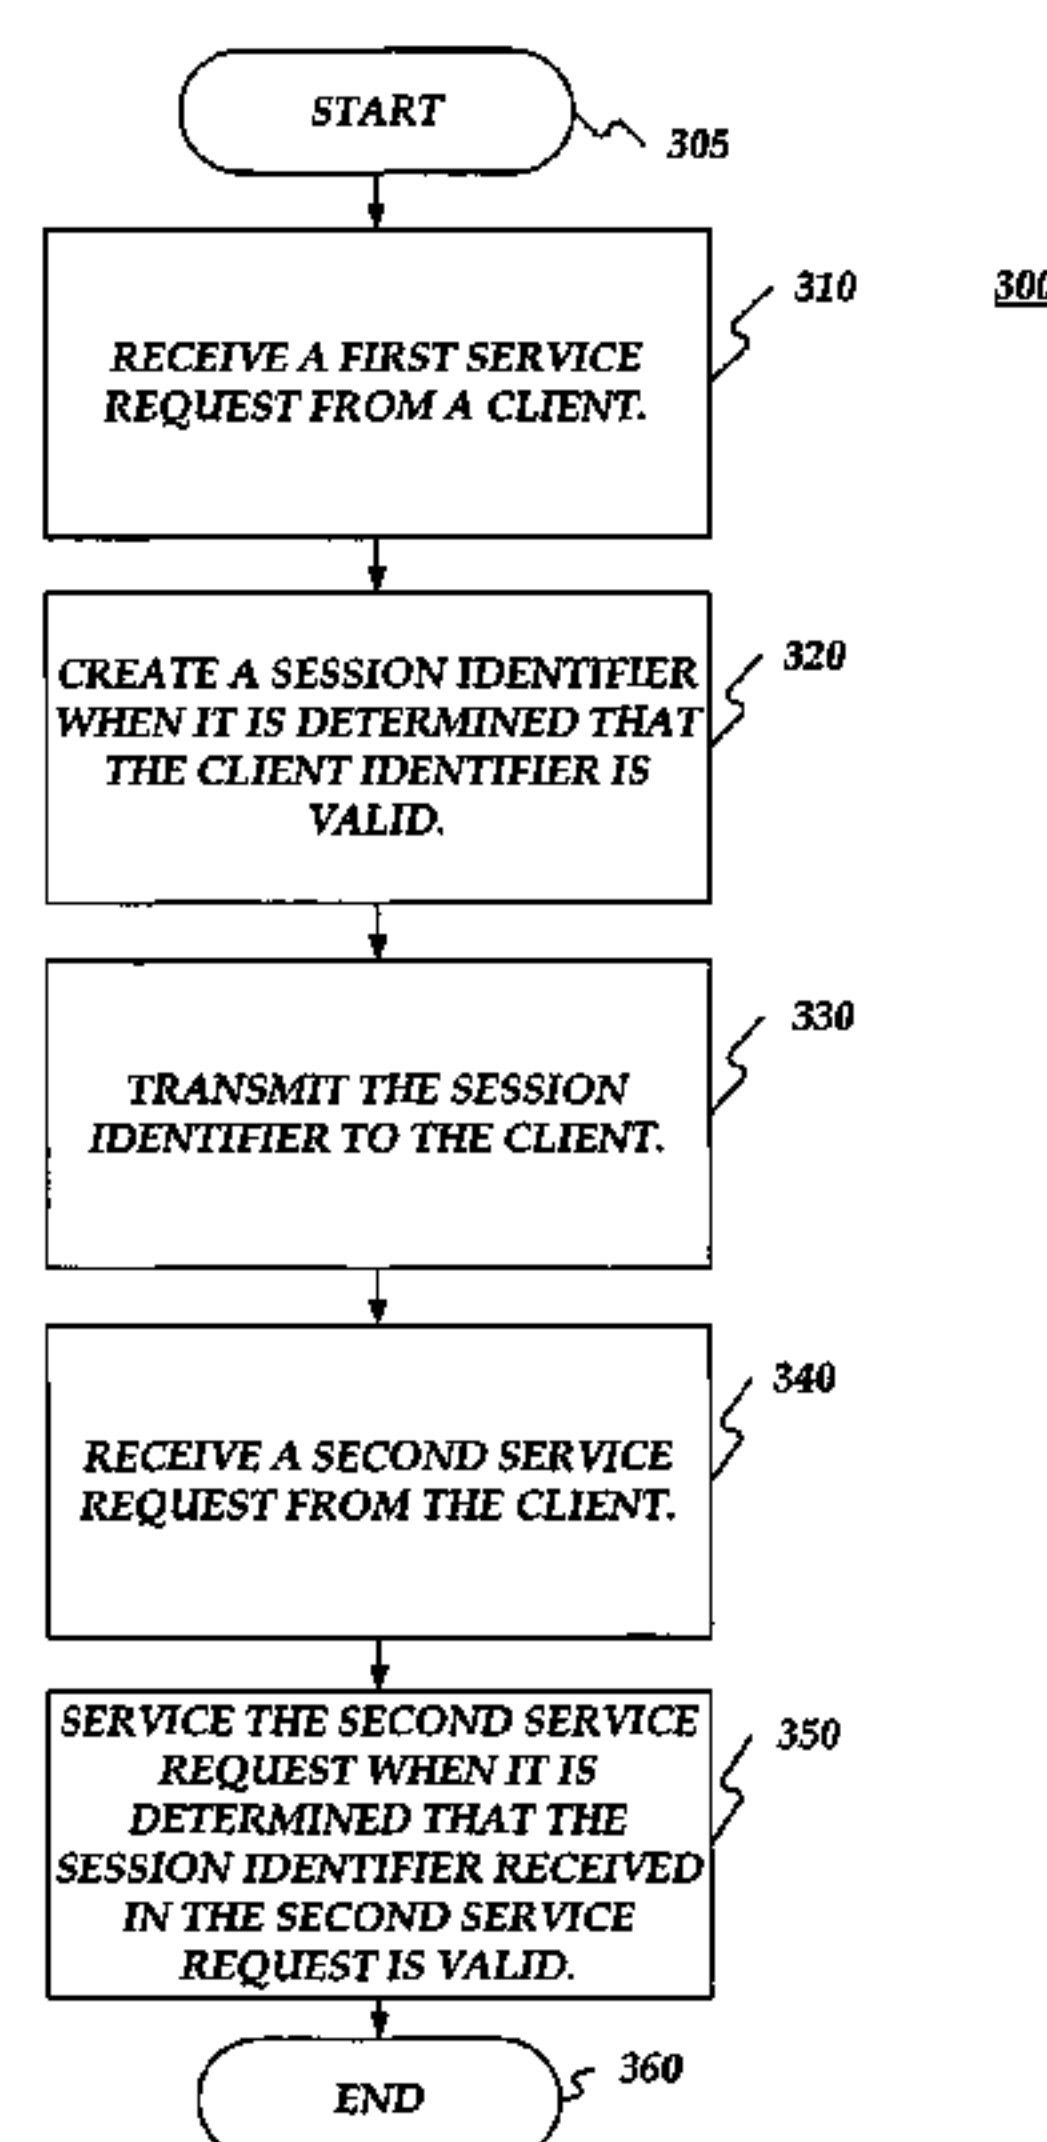 START
305
310
300
RECEIVE A FIRST SERVICE
REQUEST FROM A CLIENT.
320
CREATE A SESSION IDENTIFIER
WHEN IT IS DETERMINED THAT
THE CLIENT IDENTIFIER IS
VALID.
330
TRANSMIT THE SESSION
IDENTIFIER TO THE CLIENT.
340
RECEIVE A SECOND SERVICE
REQUEST FROM THE CLIENT.
350
SERVICE THE SECOND SERVICE
REQUEST WHEN IT IS
DETERMINED THAT THE
SESSION IDENTIFIER RECEIVED
IN THE SECOND SERVICE
REQUEST IS VALID.
360
END